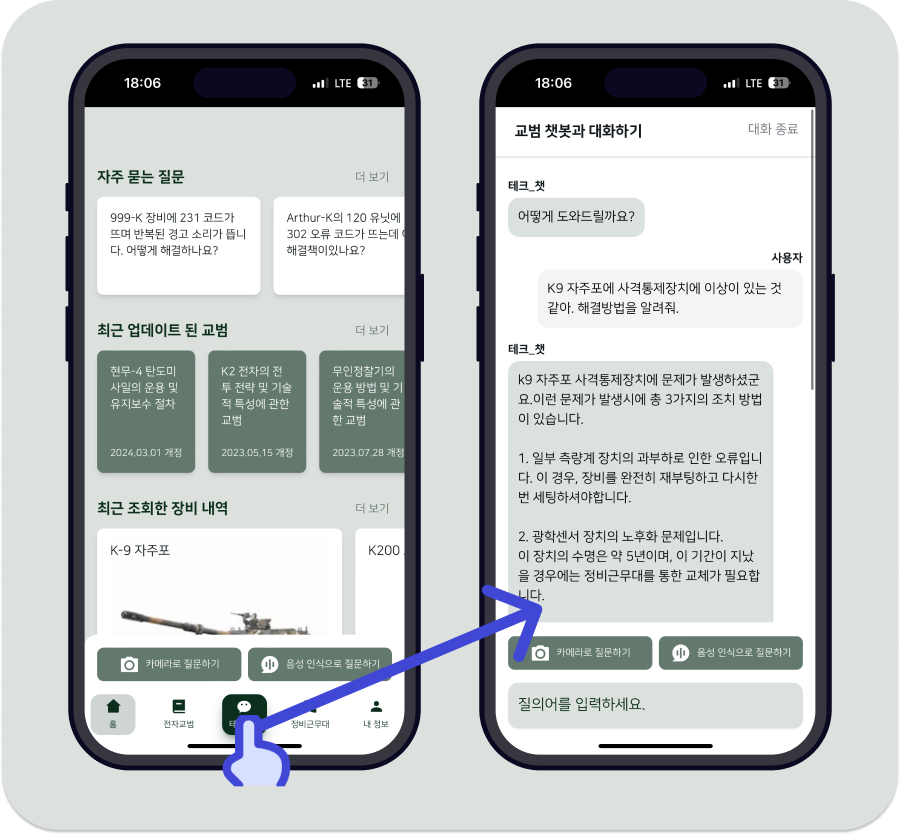 18:06
LTE 31
자주 묻는 질문
더 보기
999-K 장비에 231 코드가
뜨며 반복된 경고 소리가 뜹니
다. 어떻게 해결하나요?
Arthur-K의 120 유닛에
302 오류 코드가 뜨는데
해결책이있나요?
최근 업데이트 된 교범
더 보기
현무-4 탄도미
사일의 운용 및
유지보수 절차
2024.03.01 개정
K2 전차의 전
투 전략 및 기술
적 특성에 관한
교범
2023.05.15 개정
무인정찰기의
운용 방법 및 기
술적 특성에 관
한 교범
2023.07.28 개정
최근 조회한 장비 내역
더 보기
K-9 자주포
K200
카메라로 질문하기
음성 인식으로 질문하기
홈
전자교범
정비근무대
내 정보
18:06
LTE 31
교범 챗봇과 대화하기
대화 종료
테크_챗
어떻게 도와드릴까요?
사용자
K9 자주포에 사격통제장치에 이상이 있는 것
같아. 해결방법을 알려줘.
테크_챗
k9 자주포 사격통제장치에 문제가 발생하셨군
요.이런 문제가 발생시에 총 3가지의 조치 방법
이 있습니다.
1. 일부 측량계 장치의 과부하로 인한 오류입니
다. 이 경우, 장비를 완전히 재부팅하고 다시한
번 세팅하셔야합니다.
2. 광학센서 장치의 노후화 문제입니다.
이 장치의 수명은 약 5년이며, 이 기간이 지났
을 경우에는 정비근무대를 통한 교체가 필요합
니다.
카메라로 질문하기
음성 인식으로 질문하기
질의어를 입력하세요.